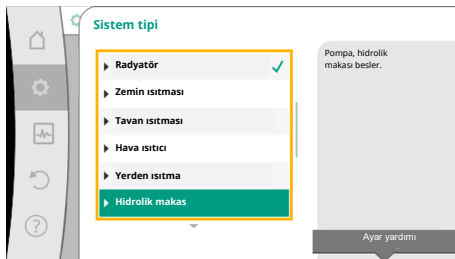 Sistem tipi
Radyatör
Zemin ısıtması
Tavan ısıtması
Hava ısıtıcı
Yerden ısıtma
Hidrolik makas
Pompa, hidrolik
makası besler.
Ayar yardımı